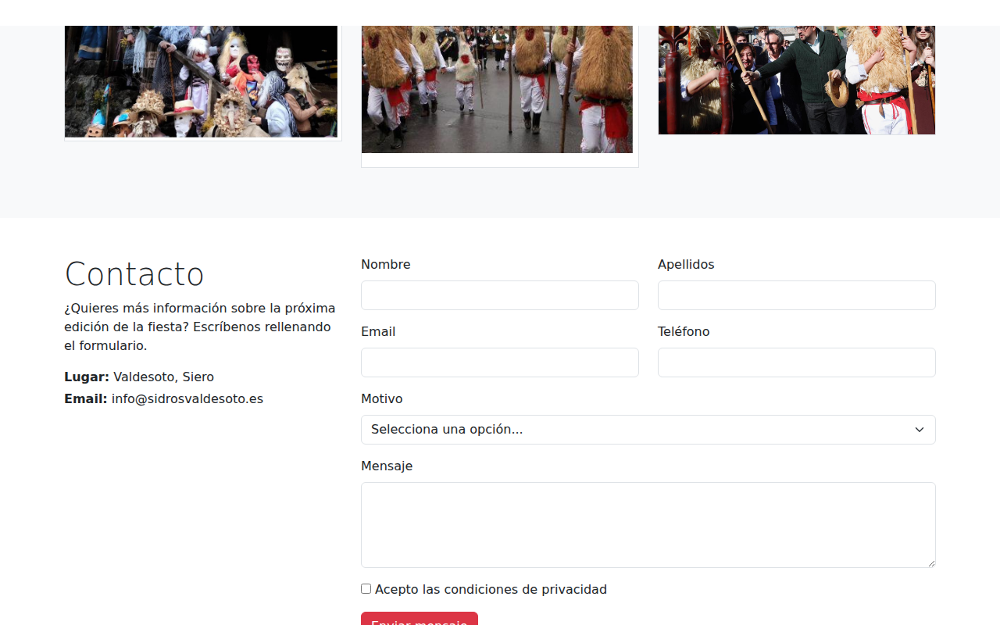 Contacto
¿Quieres más información sobre la próxima
edición de la fiesta? Escríbenos rellenando
el formulario.
Lugar: Valdesoto, Siero
Email: info@sidrosvaldesoto.es
Nombre
Apellidos
Email
Teléfono
Motivo
Selecciona una opción...
Mensaje
Acepto las condiciones de privacidad
Enviar mensaje